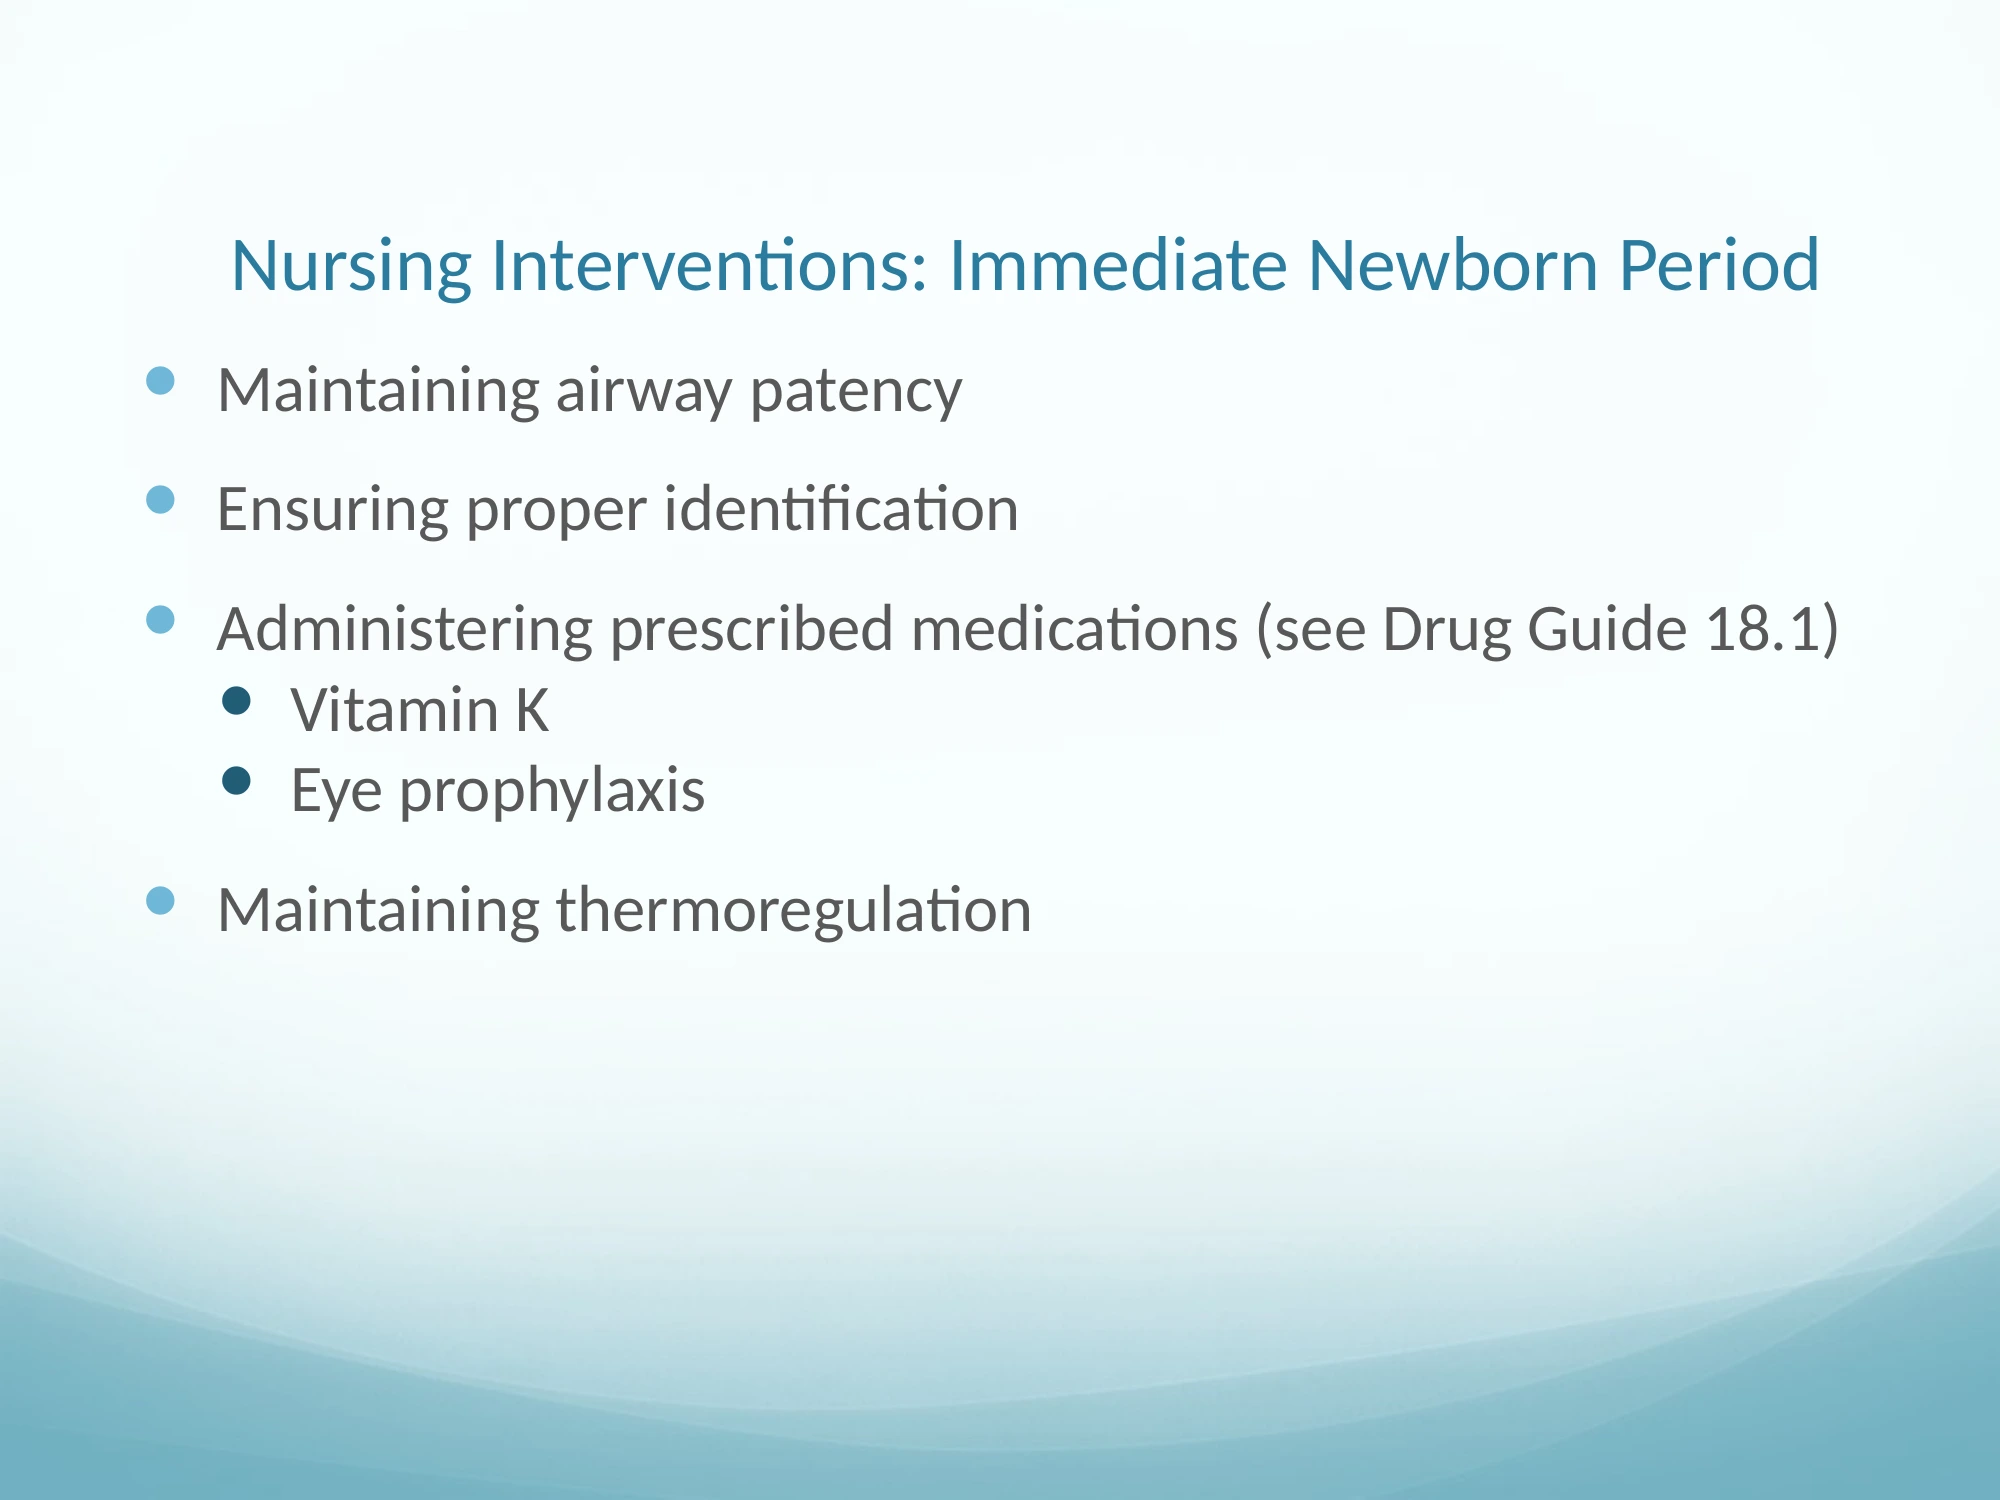 Nursing Interventions: Immediate Newborn Period
• Maintaining airway patency
• Ensuring proper identification
• Administering prescribed medications (see Drug Guide 18.1)
• Vitamin K
• Eye prophylaxis
• Maintaining thermoregulation